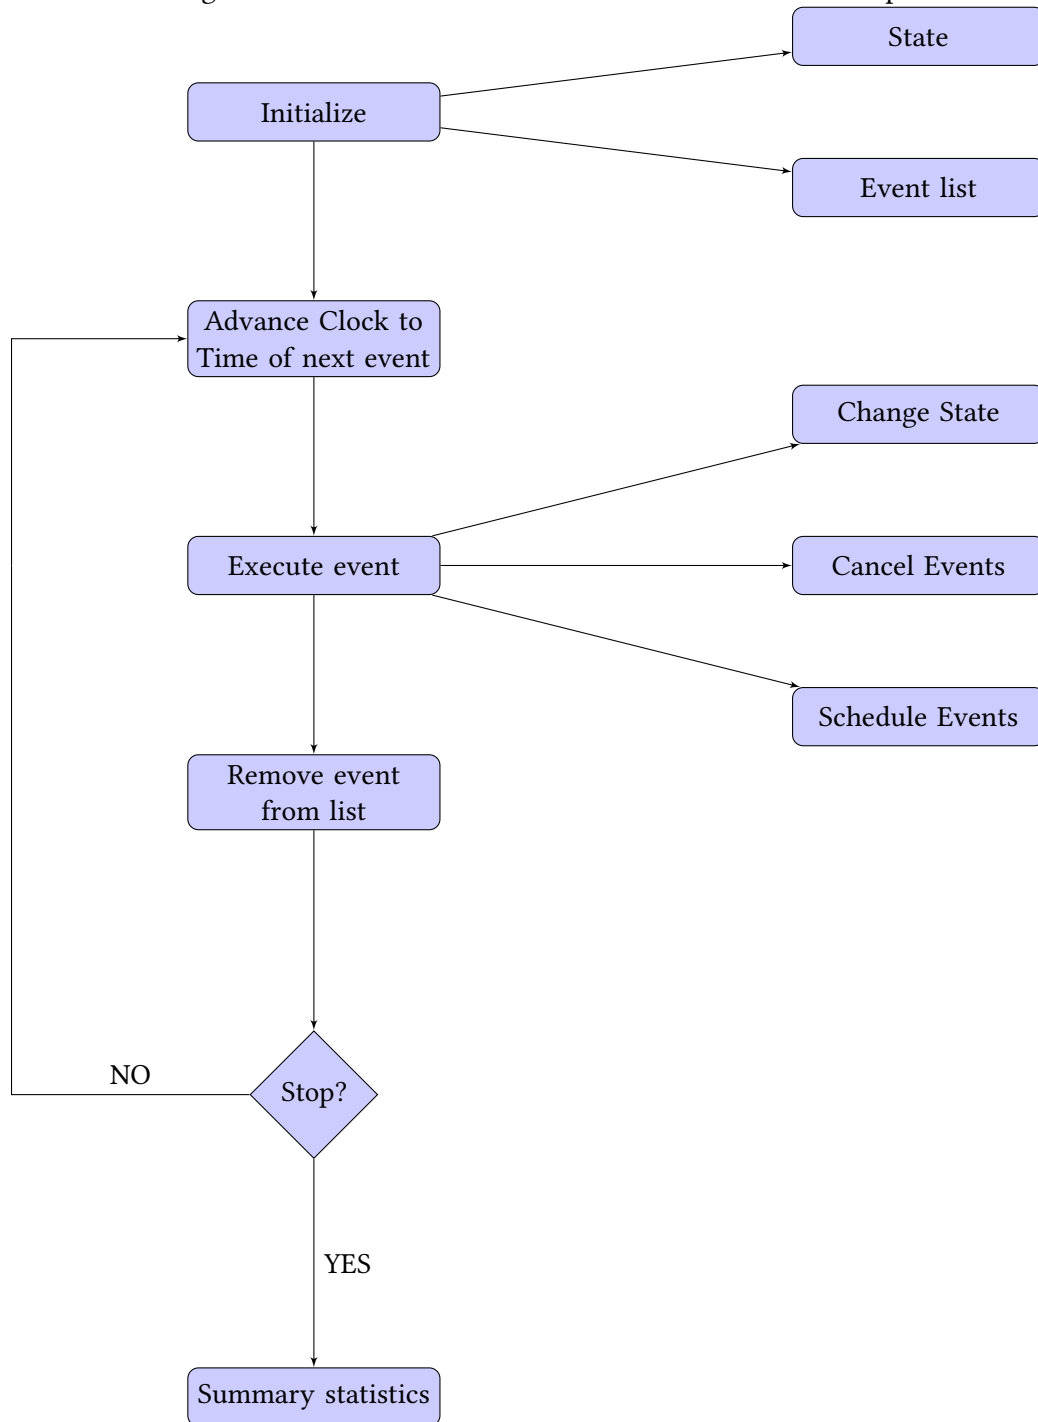 State
Initialize
Event list
Advance Clock to
Time of next event
Change State
Execute event
Cancel Events
Schedule Events
Remove event
from list
NO
Stop?
YES
Summary statistics